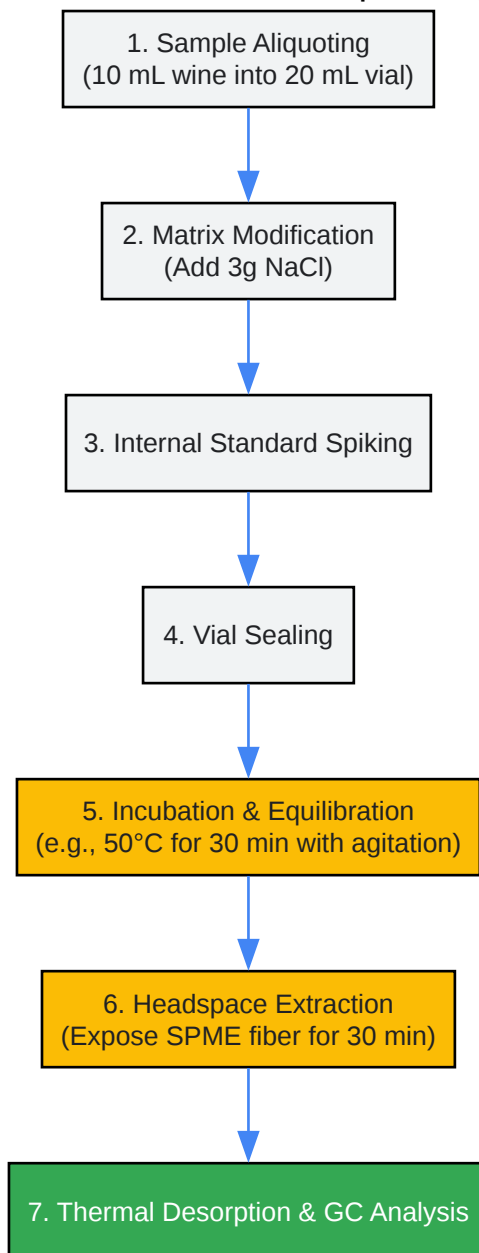 1. Sample Aliquoting
(10 mL wine into 20 mL vial)
2. Matrix Modification
(Add 3g NaCl)
3. Internal Standard Spiking
4. Vial Sealing
5. Incubation & Equilibration
(e.g., 50°C for 30 min with agitation)
6. Headspace Extraction
(Expose SPME fiber for 30 min)
7. Thermal Desorption & GC Analysis